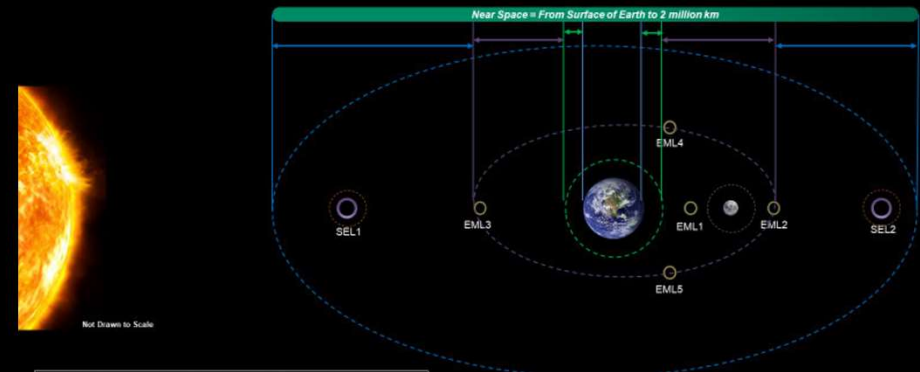 Near Space = From Surface of Earth to 2 million km
EML4
SEL1
EML3
EML1
EML2
SEL2
EML5
Not Drawn to Scale